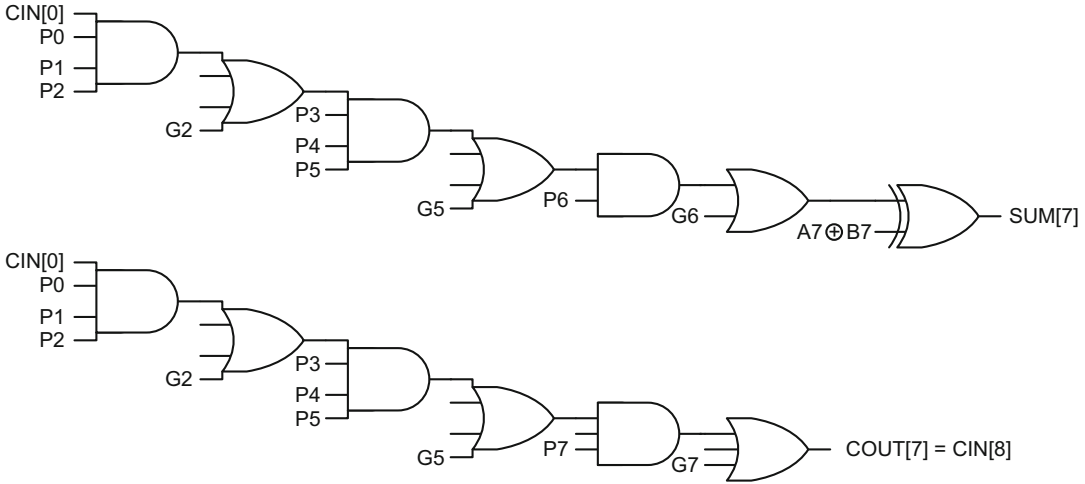 CIN[0]
P0
P1
P2
G2
P3
P4
P5
G5
P6
G6
A7⊕B7
SUM[7]
CIN[0]
P0
P1
P2
G2
P3
P4
P5
G5
P7
G7
COUT[7] = CIN[8]